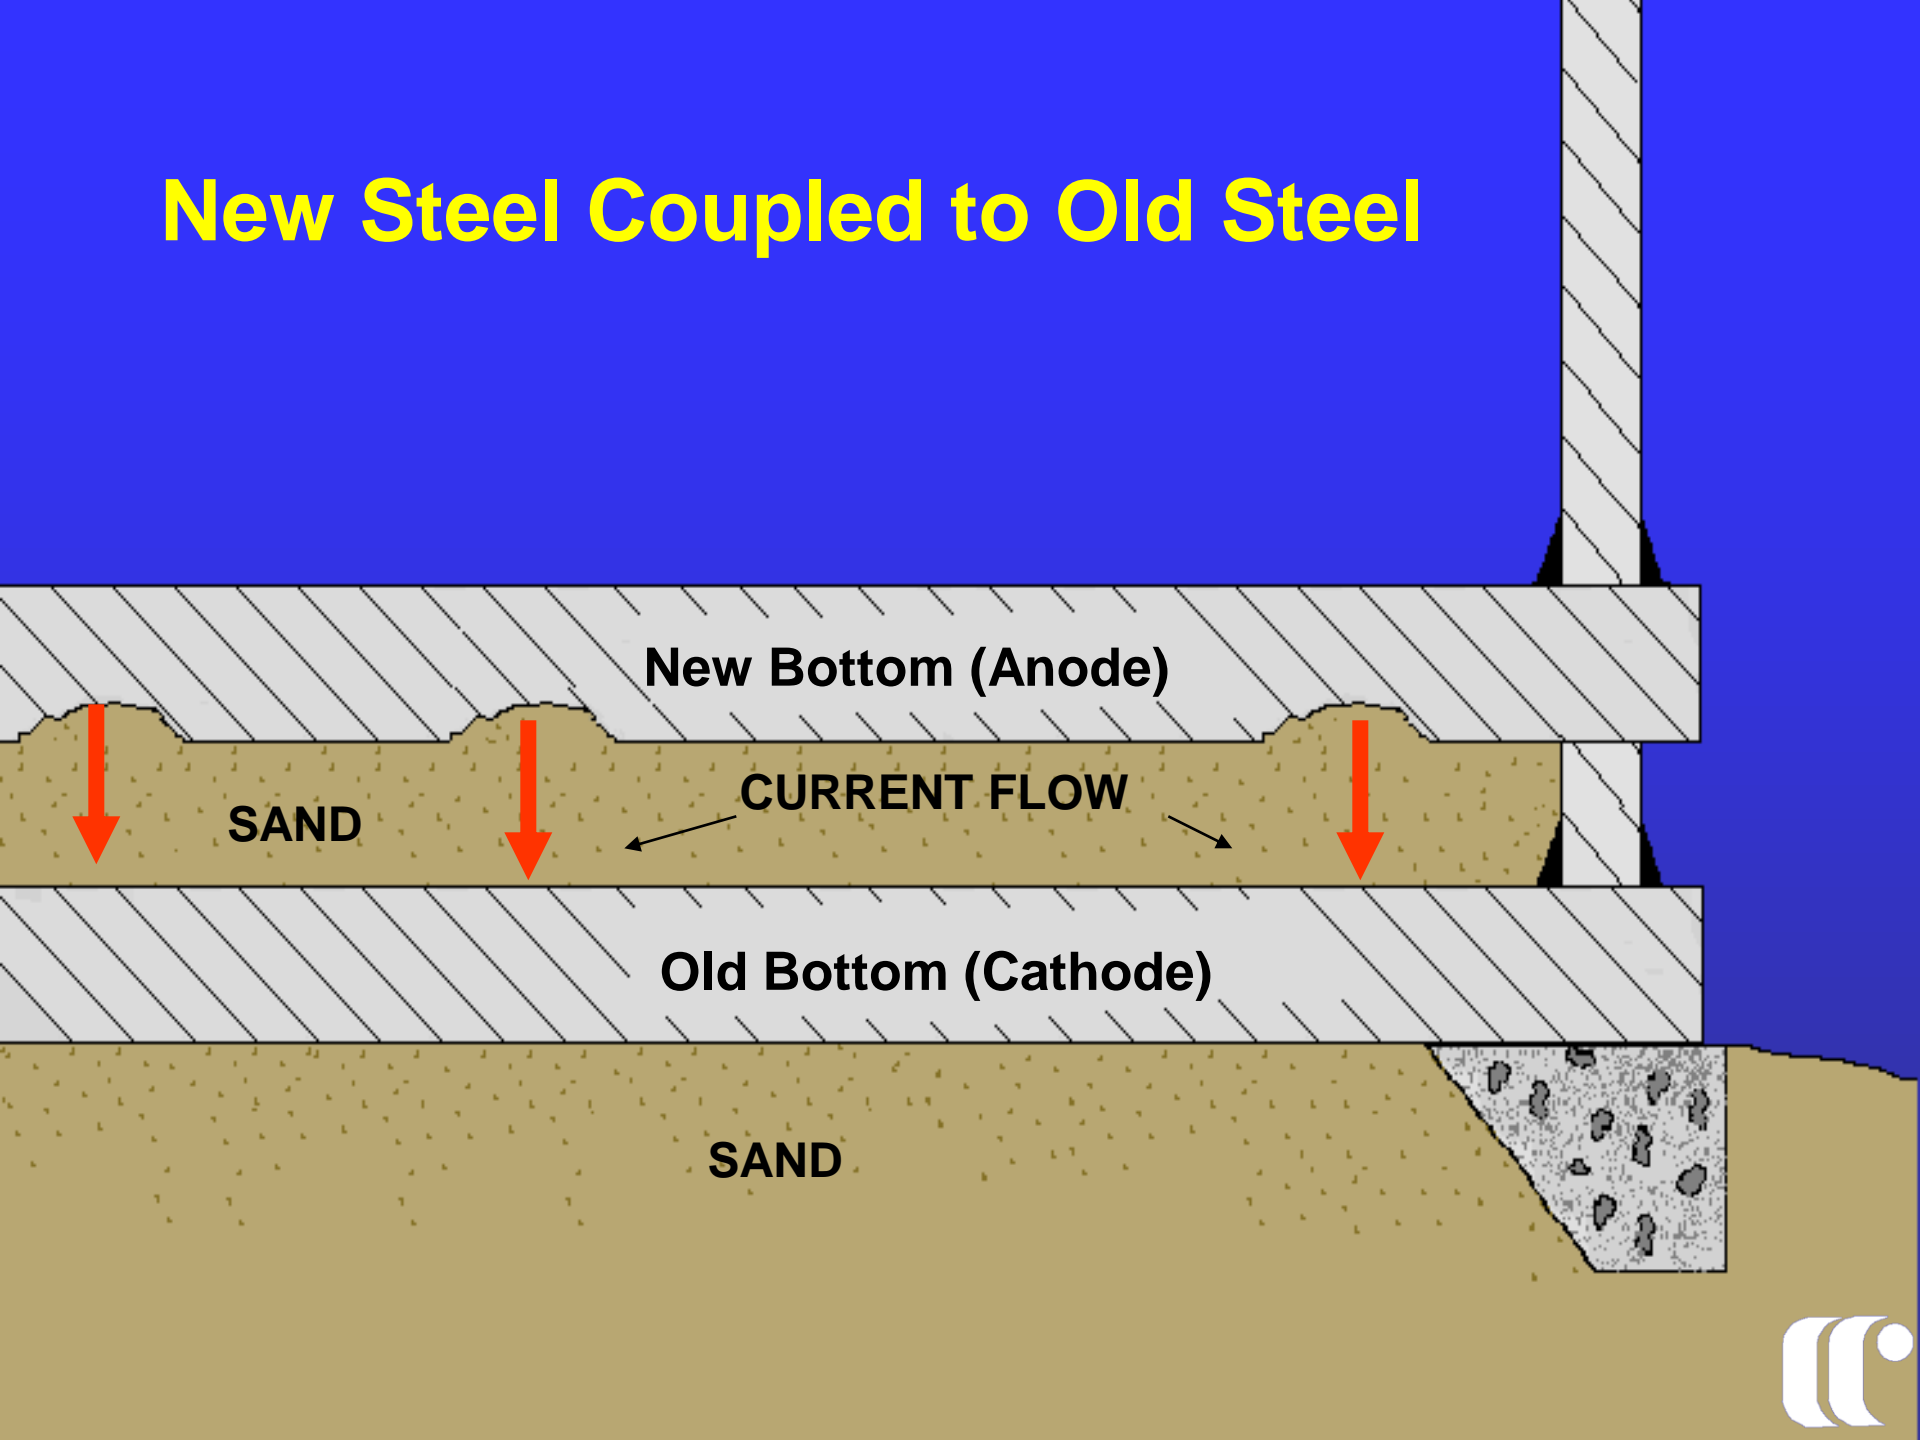 New Steel Coupled to Old Steel
New Bottom (Anode)
CURRENT FLOW
SAND
Old Bottom (Cathode)
SAND